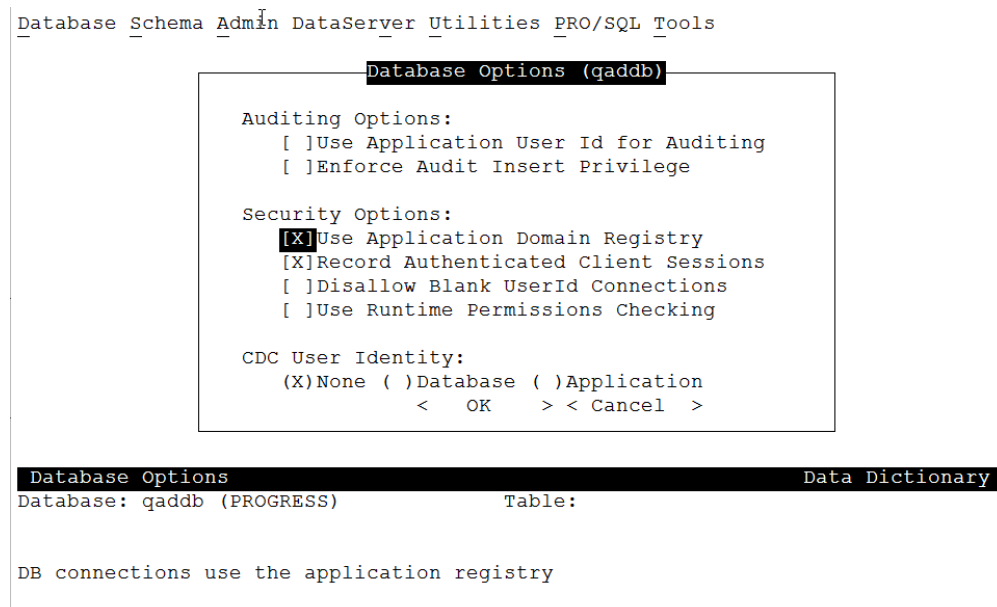 Database Schema Admin DataServer Utilities PRO/SQL Tools
Database Options (qaddb)
Auditing Options:
[ ]Use Application User Id for Auditing
[ ]Enforce Audit Insert Privilege
Security Options:
[X]Use Application Domain Registry
[X]Record Authenticated Client Sessions
[ ]Disallow Blank UserId Connections
[ ]Use Runtime Permissions Checking
CDC User Identity:
(X)None ( )Database ( )Application
< OK > < Cancel >
Database Options Data Dictionary
Database: qaddb (PROGRESS) Table:
DB connections use the application registry